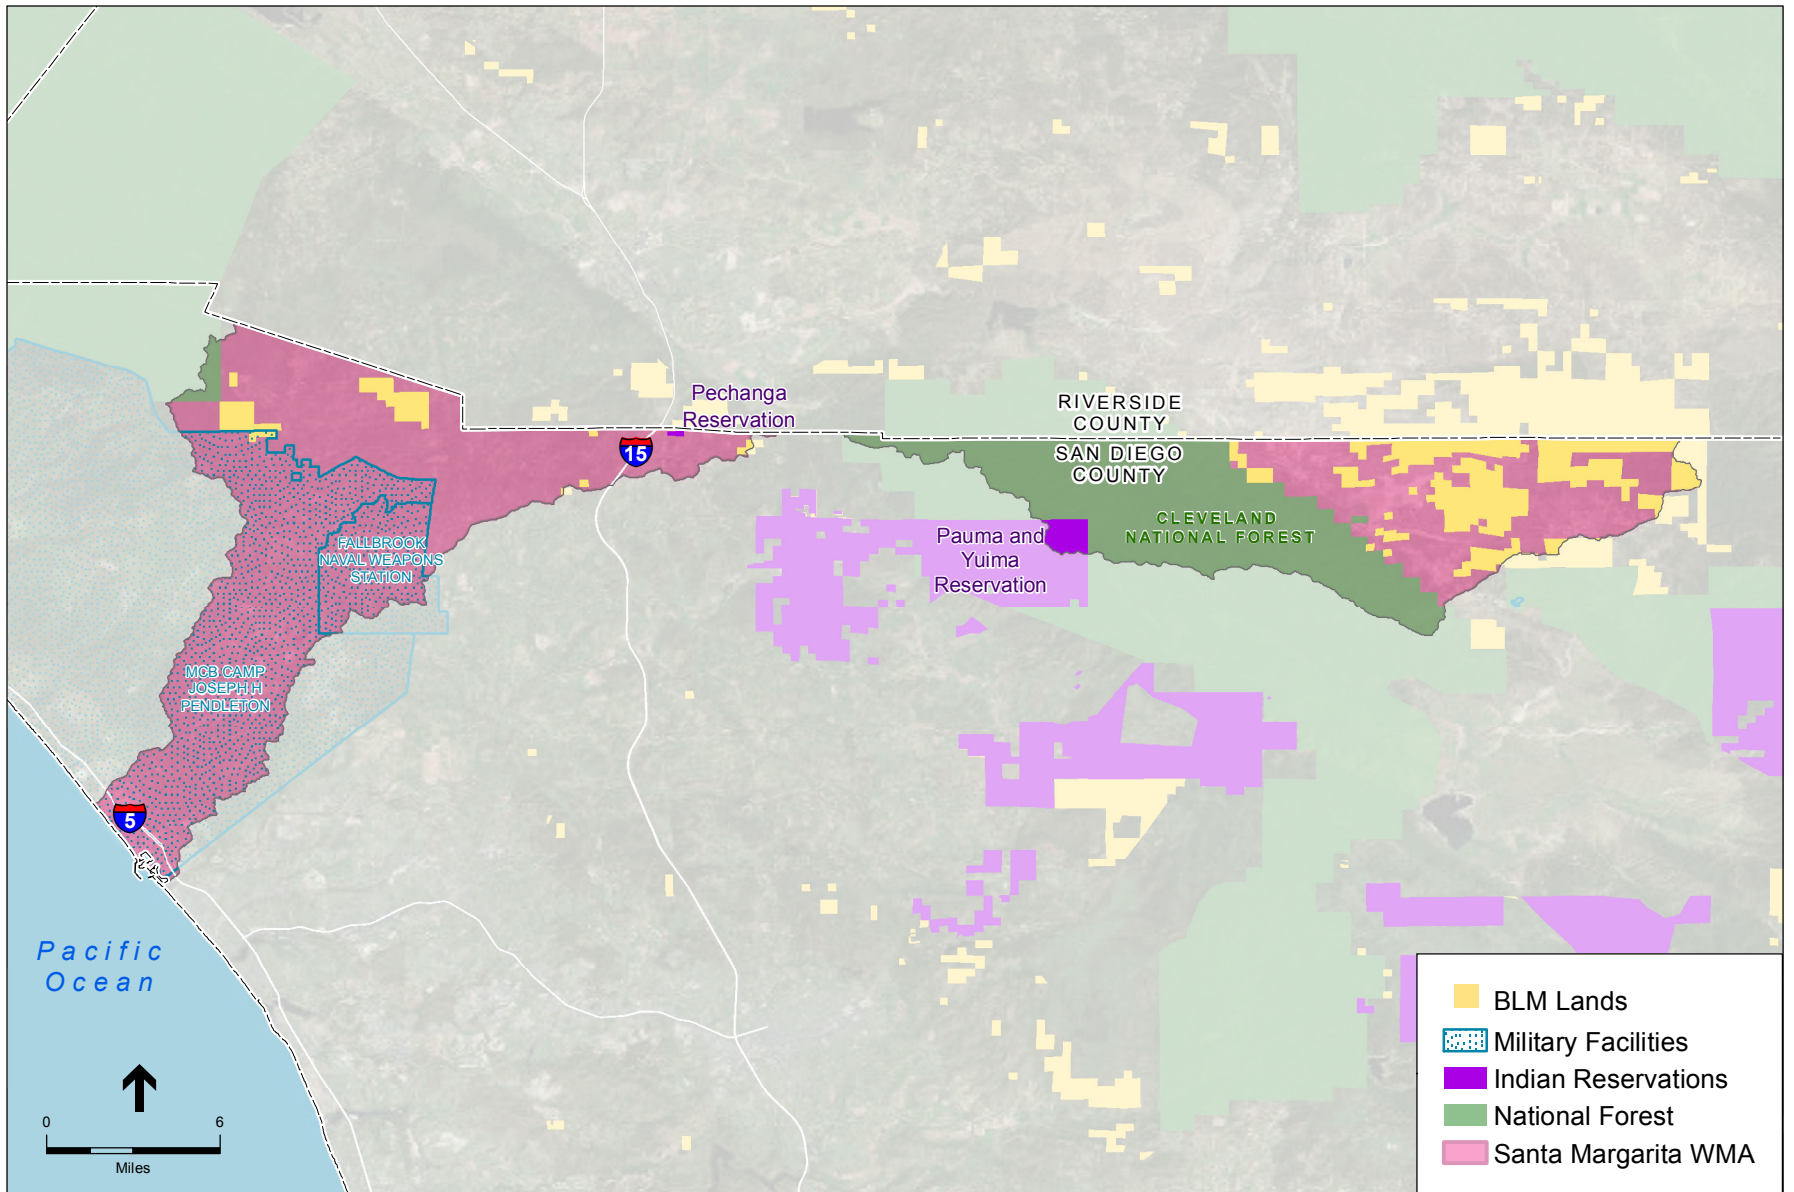 Pechanga
Reservation
RIVERSIDE
COUNTY
15
SAN DIEGO
COUNTY
CLEVELAND
NATIONAL FOREST
Pauma and
Yuima
Reservation
FALLBROOK
NAVAL WEAPONS
STATION
MCB CAMP
JOSEPH H
PENDLETON
5
Pacific
Ocean
0 6
Miles
BLM Lands
Military Facilities
Indian Reservations
National Forest
Santa Margarita WMA